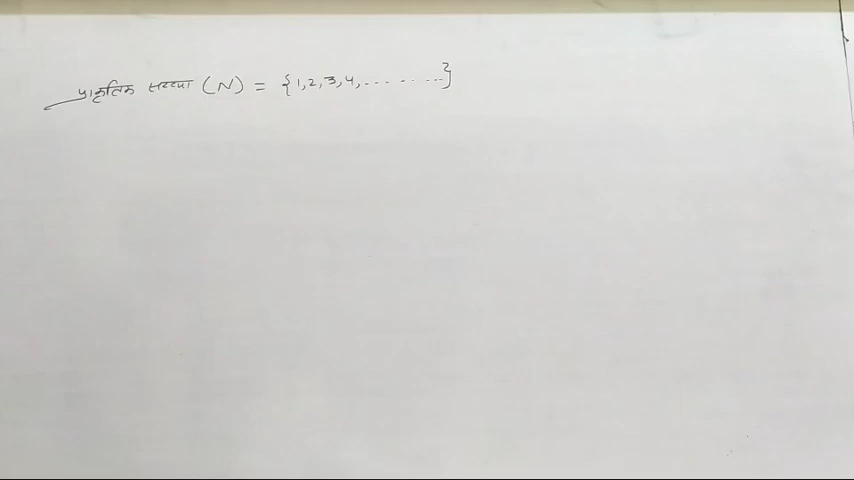 प्राकृतिक संख्या (N) = {1,2,3,4,..........}